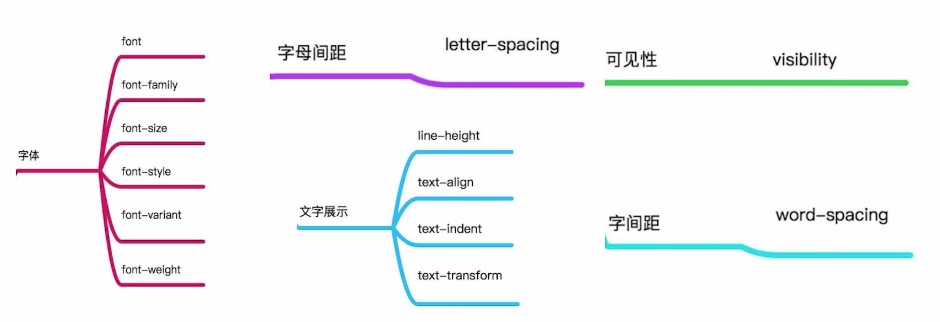 字体
font
font-family
font-size
font-style
font-variant
font-weight
字母间距
letter-spacing
文字展示
line-height
text-align
text-indent
text-transform
可见性
visibility
字间距
word-spacing